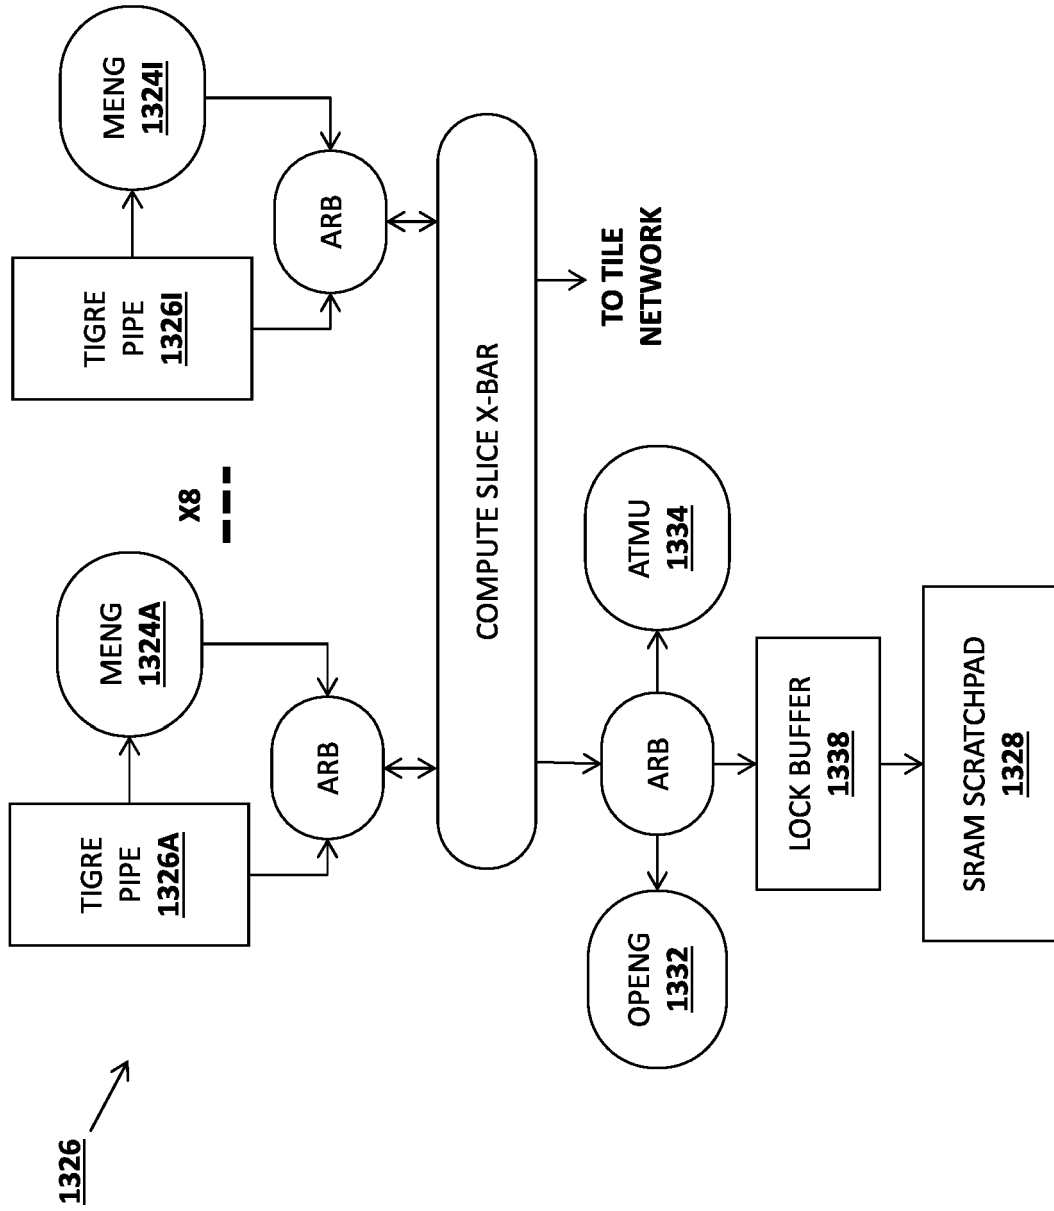 1326
TIGRE
PIPE
1326A
MENG
1324A
X8
TIGRE
PIPE
1326I
MENG
1324I
ARB
ARB
COMPUTE SLICE X-BAR
TO TILE
NETWORK
OPENG
1332
ARB
ATMU
1334
LOCK BUFFER
1338
SRAM SCRATCHPAD
1328